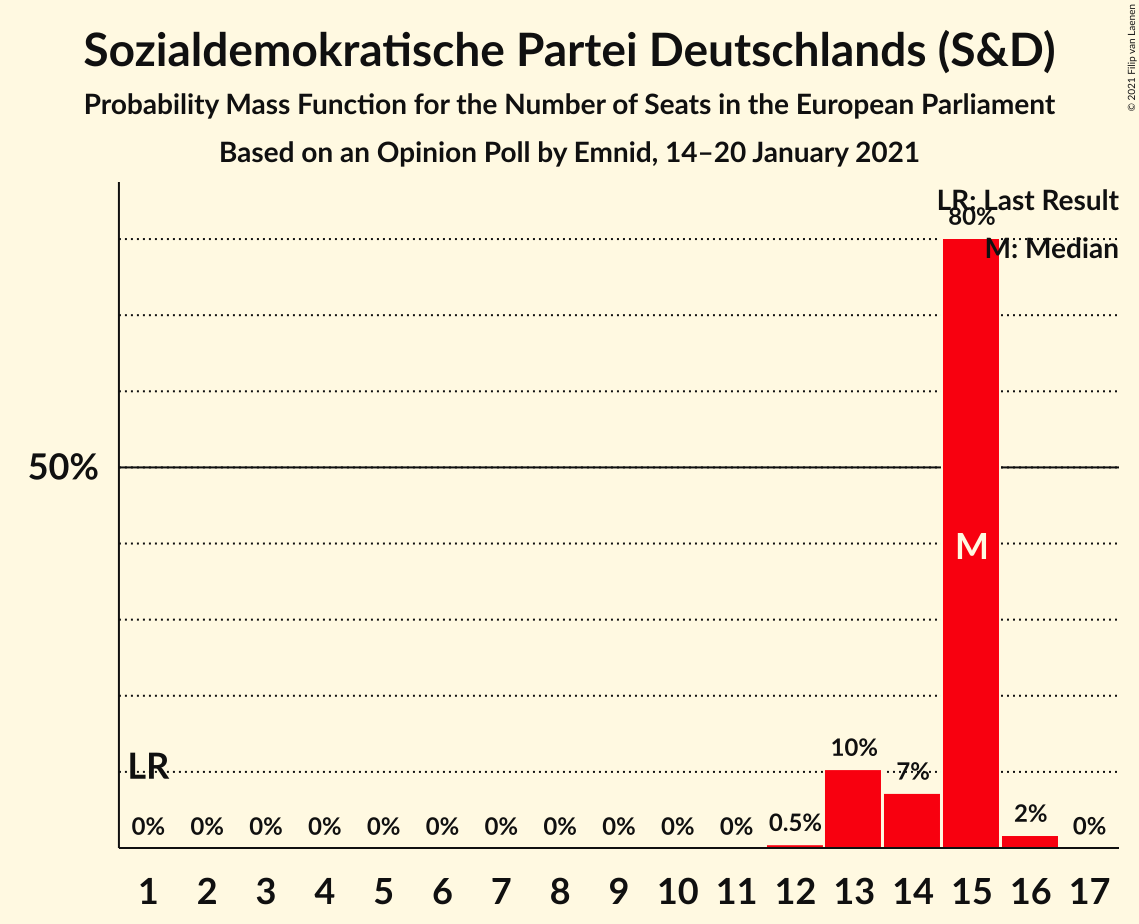 Sozialdemokratische Partei Deutschlands (S&D)
Probability Mass Function for the Number of Seats in the European Parliament
Based on an Opinion Poll by Emnid, 14–20 January 2021
© 2021 Filip van Laenen
LR: Last Result
M: Median
80%
50%
M
LR
0% 0% 0% 0% 0% 0% 0% 0% 0% 0% 0% 0.5% 10% 7% 2% 0%
1 2 3 4 5 6 7 8 9 10 11 12 13 14 15 16 17